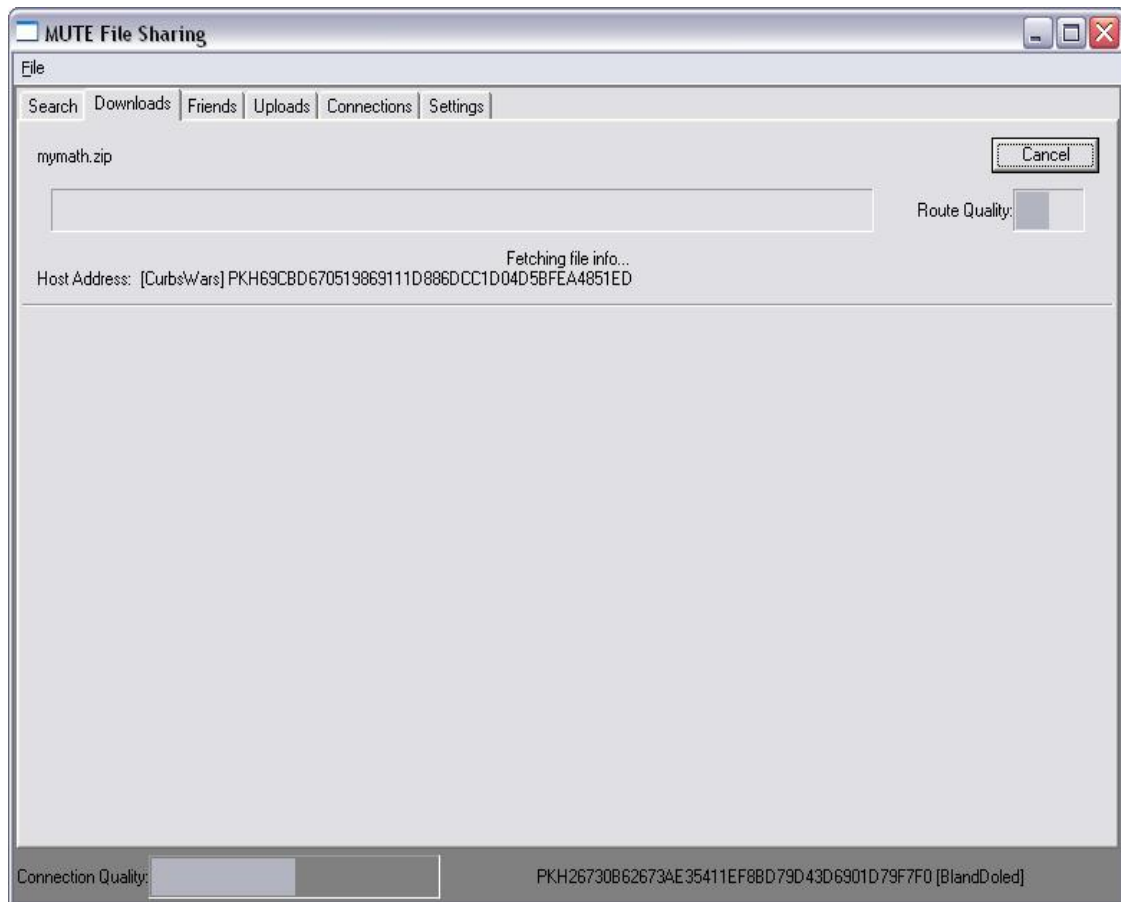 MUTE File Sharing
File
Search Downloads Friends Uploads Connections Settings
mymath.zip
Cancel
Route Quality:
Fetching file info...
Host Address: [CurbsWars] PKH69CBD670519869111D886DCC1D04D5BFEA4851ED
Connection Quality:
PKH26730B62673AE35411EF8BD79D43D6901D79F7F0 [BlandDoled]